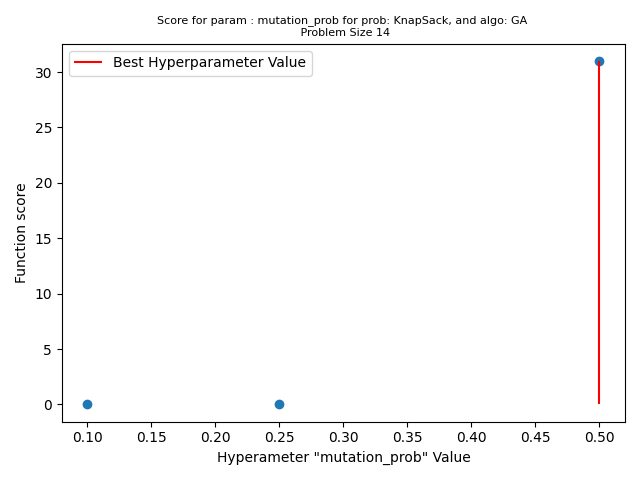 Score for param : mutation_prob for prob: KnapSack, and algo: GA
Problem Size 14
Best Hyperparameter Value
Function score
30
25
20
15
10
5
0
0.10 0.15 0.20 0.25 0.30 0.35 0.40 0.45 0.50
Hyperameter "mutation_prob" Value